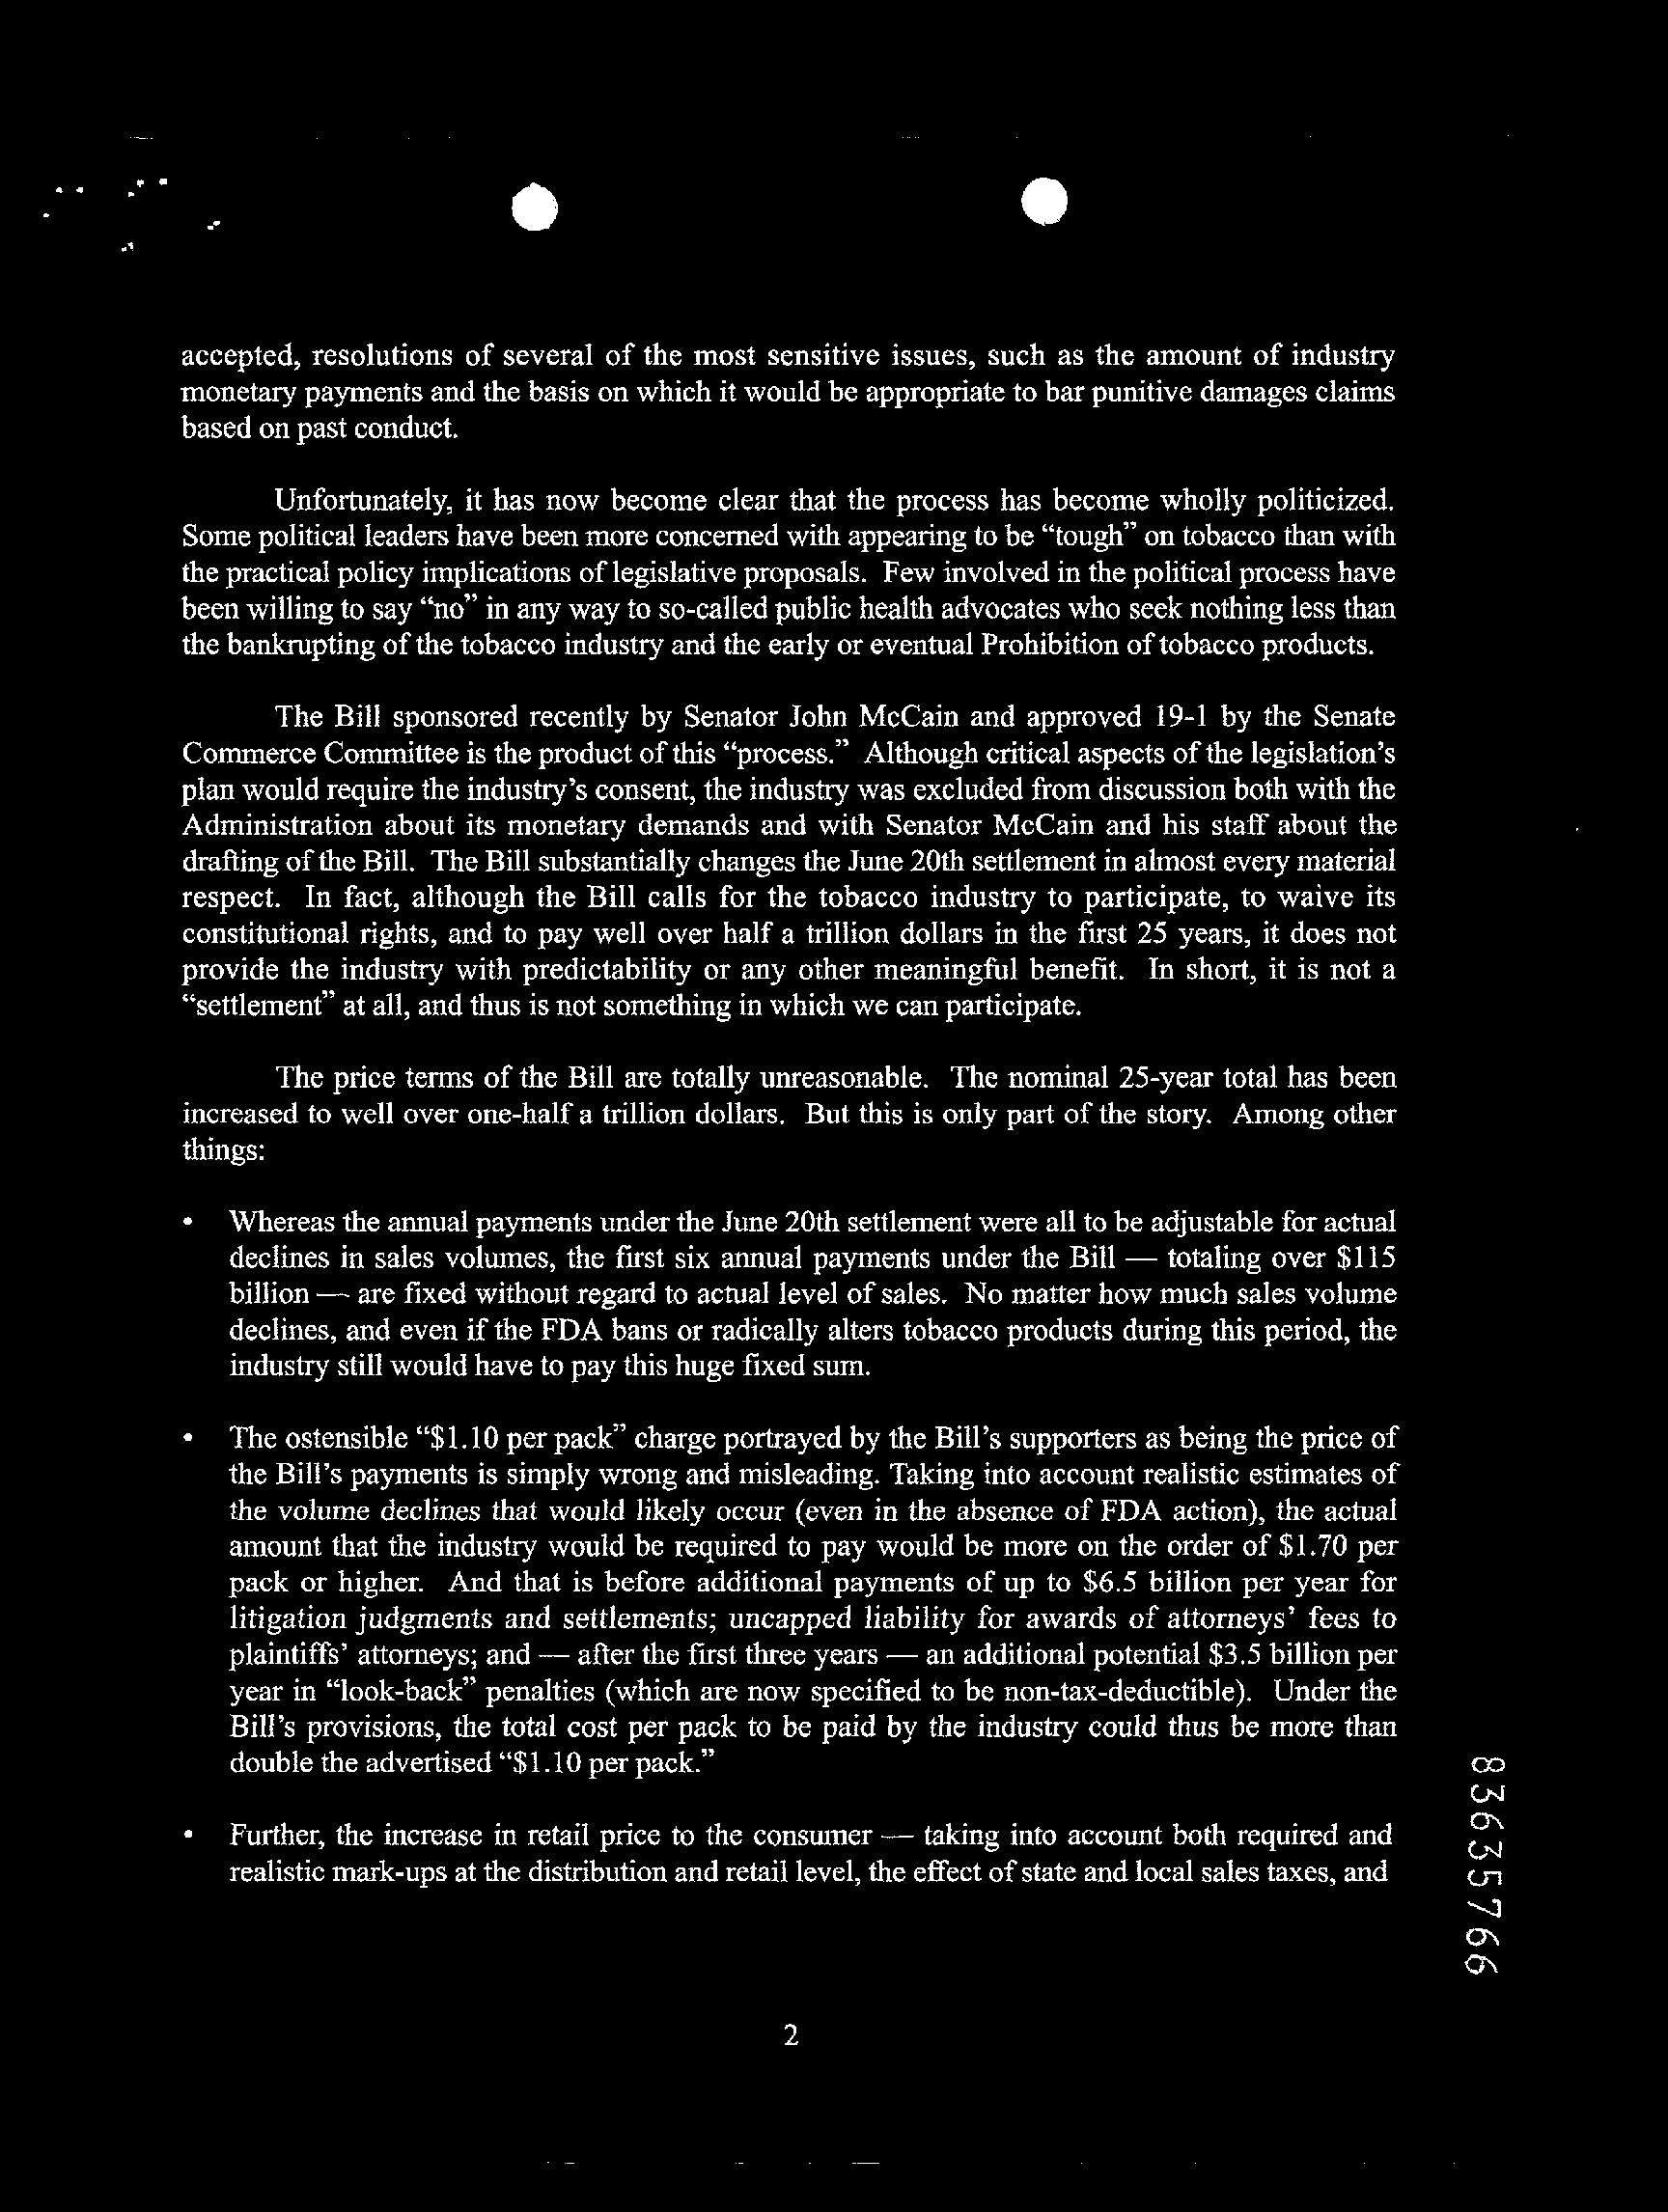 accepted, resolutions of several of the most sensitive issues, such as the amount of industry
monetary payments and the basis on which it would be appropriate to bar punitive damages claims
based on past conduct.
Unfortunately, it has now become clear that the process has become wholly politicized.
Some political leaders have been more concerned with appearing to be “tough” on tobacco than with
the practical policy implications of legislative proposals. Few involved in the political process have
been willing to say “no” in any way to so-called public health advocates who seek nothing less than
the bankrupting of the tobacco industry and the early or eventual Prohibition of tobacco products.
The Bill sponsored recently by Senator John McCain and approved 19-1 by the Senate
Commerce Committee is the product of this “process.” Although critical aspects of the legislation’s
plan would require the industry’s consent, the industry was excluded from discussion both with the
Administration about its monetary demands and with Senator McCain and his staff about the
drafting of the Bill. The Bill substantially changes the June 20th settlement in almost every material
respect. In fact, although the Bill calls for the tobacco industry to participate, to waive its
constitutional rights, and to pay well over half a trillion dollars in the first 25 years, it does not
provide the industry with predictability or any other meaningful benefit. In short, it is not a
“settlement” at all, and thus is not something in which we can participate.
The price terms of the Bill are totally unreasonable. The nominal 25-year total has been
increased to well over one-half a trillion dollars. But this is only part of the story. Among other
things:
• Whereas the annual payments under the June 20th settlement were all to be adjustable for actual
declines in sales volumes, the first six annual payments under the Bill — totaling over $115
billion — are fixed without regard to actual level of sales. No matter how much sales volume
declines, and even if the FDA bans or radically alters tobacco products during this period, the
industry still would have to pay this huge fixed sum.
• The ostensible “$1.10 per pack” charge portrayed by the Bill’s supporters as being the price of
the Bill’s payments is simply wrong and misleading. Taking into account realistic estimates of
the volume declines that would likely occur (even in the absence of FDA action), the actual
amount that the industry would be required to pay would be more on the order of $1.70 per
pack or higher. And that is before additional payments of up to $6.5 billion per year for
litigation judgments and settlements; uncapped liability for awards of attorneys’ fees to
plaintiffs’ attorneys; and — after the first three years — an additional potential $3.5 billion per
year in “look-back” penalties (which are now specified to be non-tax-deductible). Under the
Bill’s provisions, the total cost per pack to be paid by the industry could thus be more than
double the advertised “$1.10 per pack.”
• Further, the increase in retail price to the consumer — taking into account both required and
realistic mark-ups at the distribution and retail level, the effect of state and local sales taxes, and
83635766
2